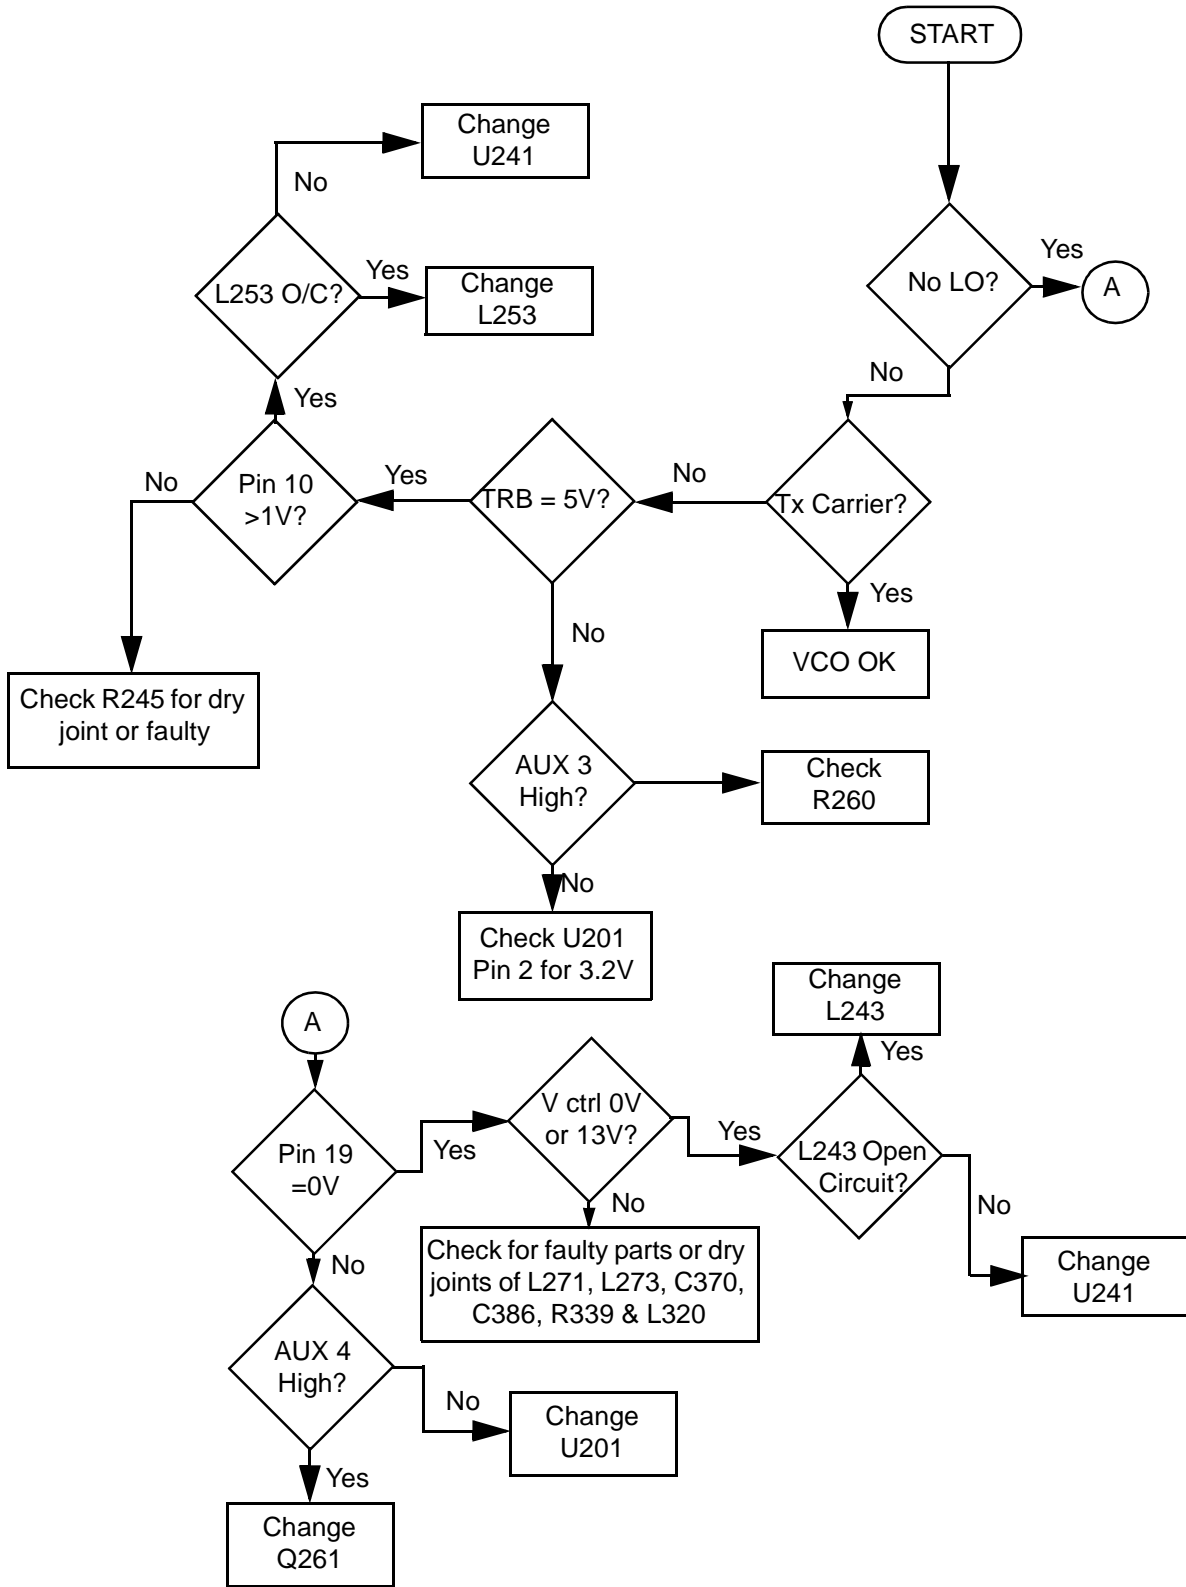 START
Change
U241
No
Yes
No LO?
A
L253 O/C?
Yes
Change
L253
No
Yes
No
Pin 10
>1V?
Yes
TRB = 5V?
No
Tx Carrier?
Yes
VCO OK
No
Check R245 for dry
joint or faulty
AUX 3
High?
Check
R260
No
Check U201
Pin 2 for 3.2V
A
Change
L243
Yes
V ctrl 0V
or 13V?
Yes
Pin 19
=0V
Yes
L243 Open
Circuit?
No
No
Check for faulty parts or dry
joints of L271, L273, C370,
C386, R339 & L320
Change
U241
No
AUX 4
High?
No
Change
U201
Yes
Change
Q261